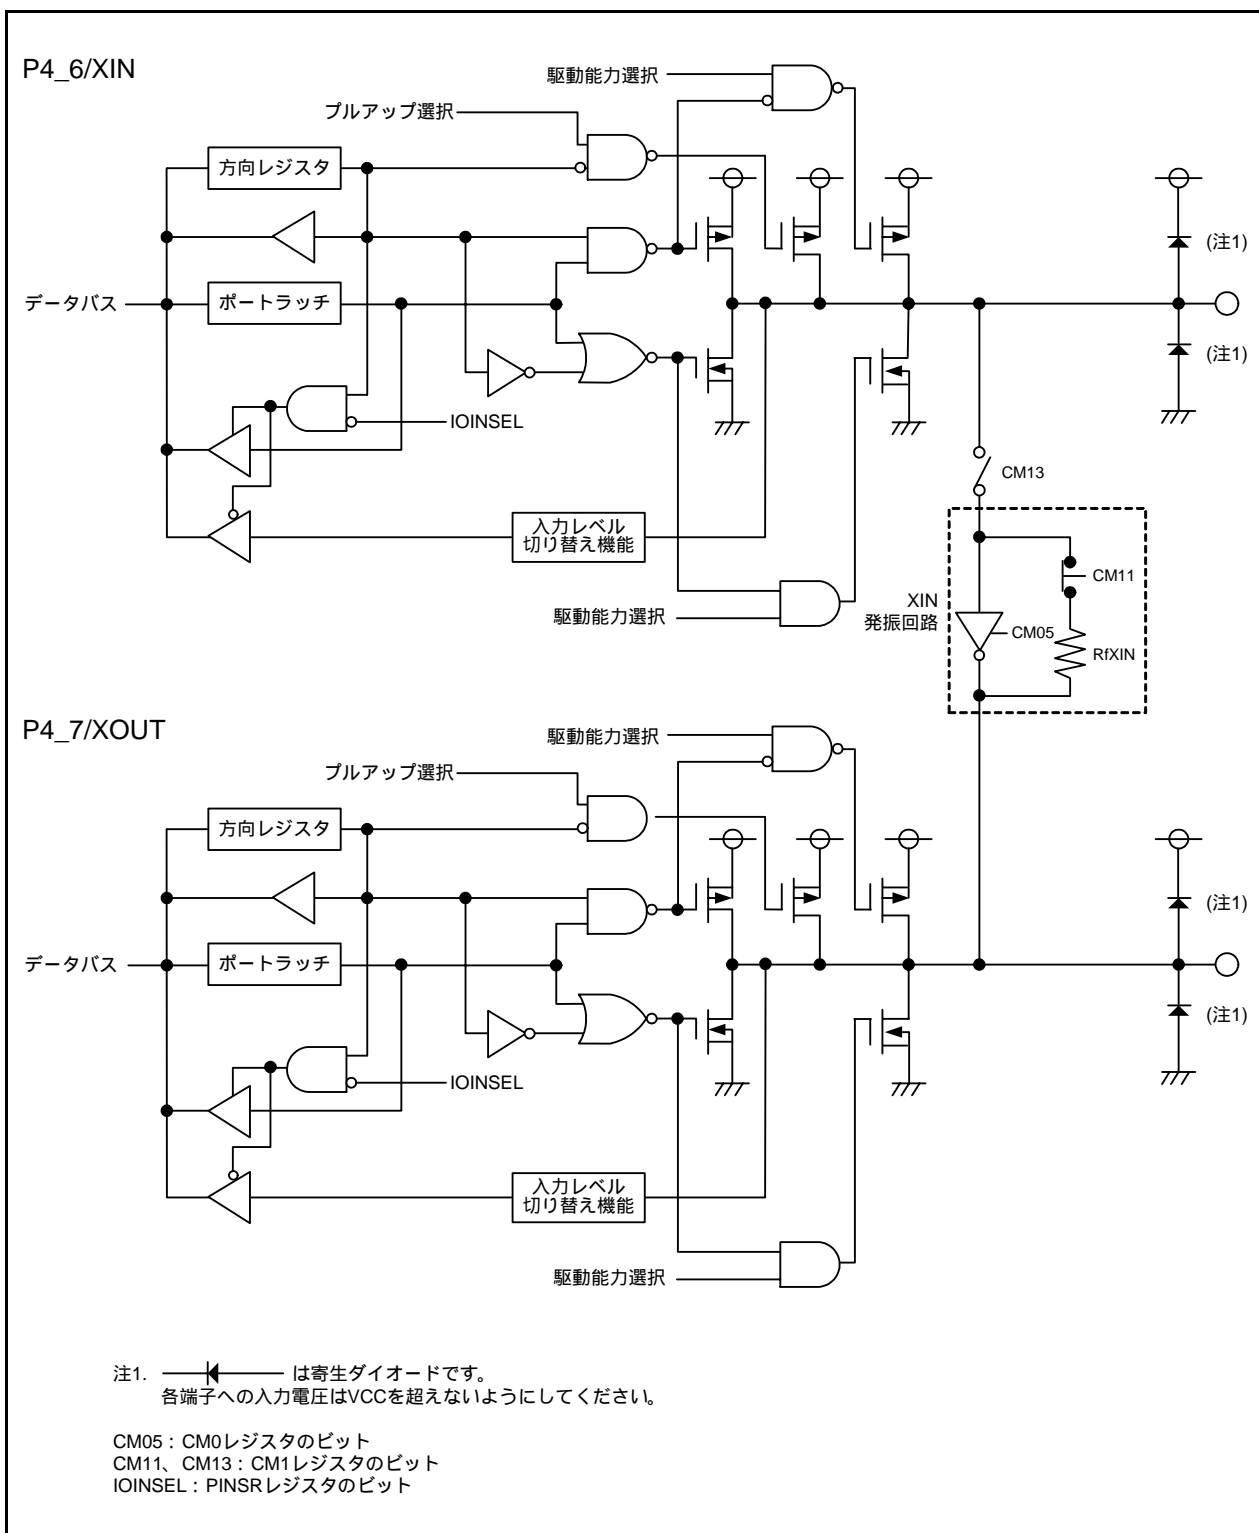 P4_6/XIN
駆動能力選択
プルアップ選択
方向レジスタ
(注1)
データバス
ポートラッチ
(注1)
IOINSEL
CM13
入力レベル
切り替え機能
CM11
XIN
発振回路
駆動能力選択
CM05
RfXIN
P4_7/XOUT
駆動能力選択
プルアップ選択
方向レジスタ
(注1)
データバス
ポートラッチ
(注1)
IOINSEL
入力レベル
切り替え機能
駆動能力選択
注1. は寄生ダイオードです。
各端子への入力電圧はVCCを超えないようにしてください。
CM05 : CM0レジスタのビット
CM11、CM13 : CM1レジスタのビット
IOINSEL : PINSRレジスタのビット